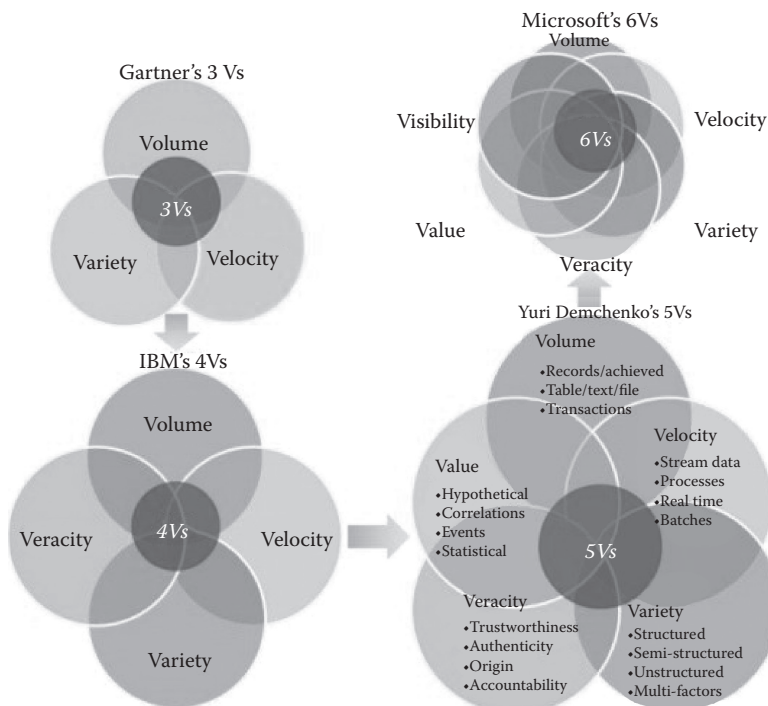 Gartner's 3 Vs
Volume
3Vs
Variety
Velocity
IBM's 4Vs
Volume
Veracity
4Vs
Velocity
Variety
Microsoft's 6Vs
Volume
Visibility
6Vs
Velocity
Value
Variety
Veracity
Yuri Demchenko's 5Vs
Volume
•Records/achieved
•Table/text/file
•Transactions
Velocity
•Stream data
•Processes
•Real time
•Batches
Value
•Hypothetical
•Correlations
•Events
•Statistical
5Vs
Veracity
•Trustworthiness
•Authenticity
•Origin
•Accountability
Variety
•Structured
•Semi-structured
•Unstructured
•Multi-factors